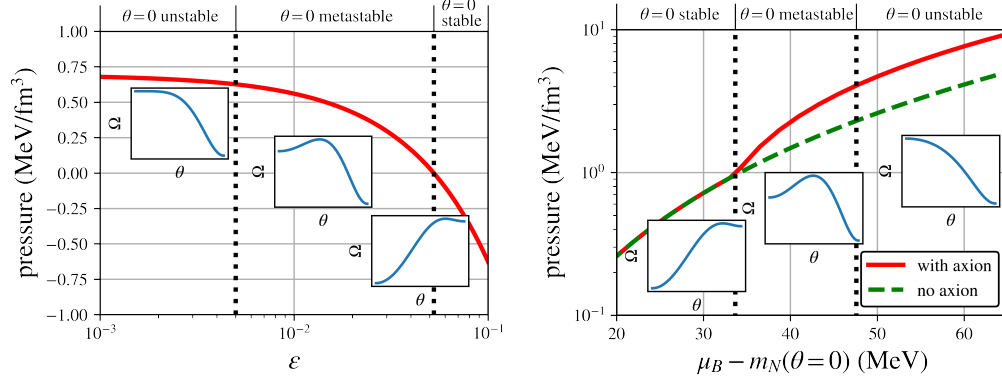 θ=0 unstable
θ=0 metastable
θ=0
stable
pressure (MeV/fm³)
1.00
0.75
0.50
0.25
0.00
−0.25
−0.50
−0.75
−1.00
Ω
θ
Ω
θ
Ω
θ
10⁻³
10⁻²
10⁻¹
ε
θ=0 stable
θ=0 metastable
θ=0 unstable
pressure (MeV/fm³)
10¹
10⁰
10⁻¹
Ω
θ
Ω
θ
Ω
θ
with axion
no axion
20
30
40
50
60
μ_B − m_N(θ=0) (MeV)